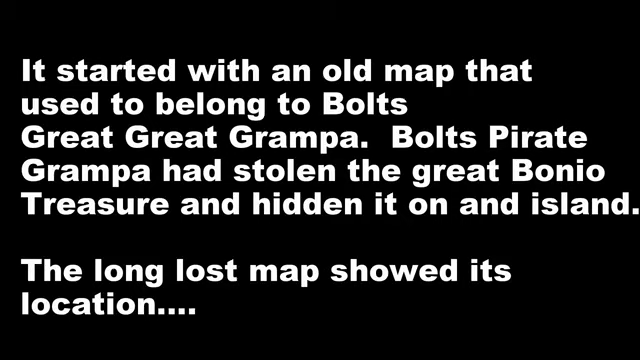 It started with an old map that
used to belong to Bolts
Great Great Grampa.  Bolts Pirate
Grampa had stolen the great Bonio
Treasure and hidden it on and island.
The long lost map showed its
location....